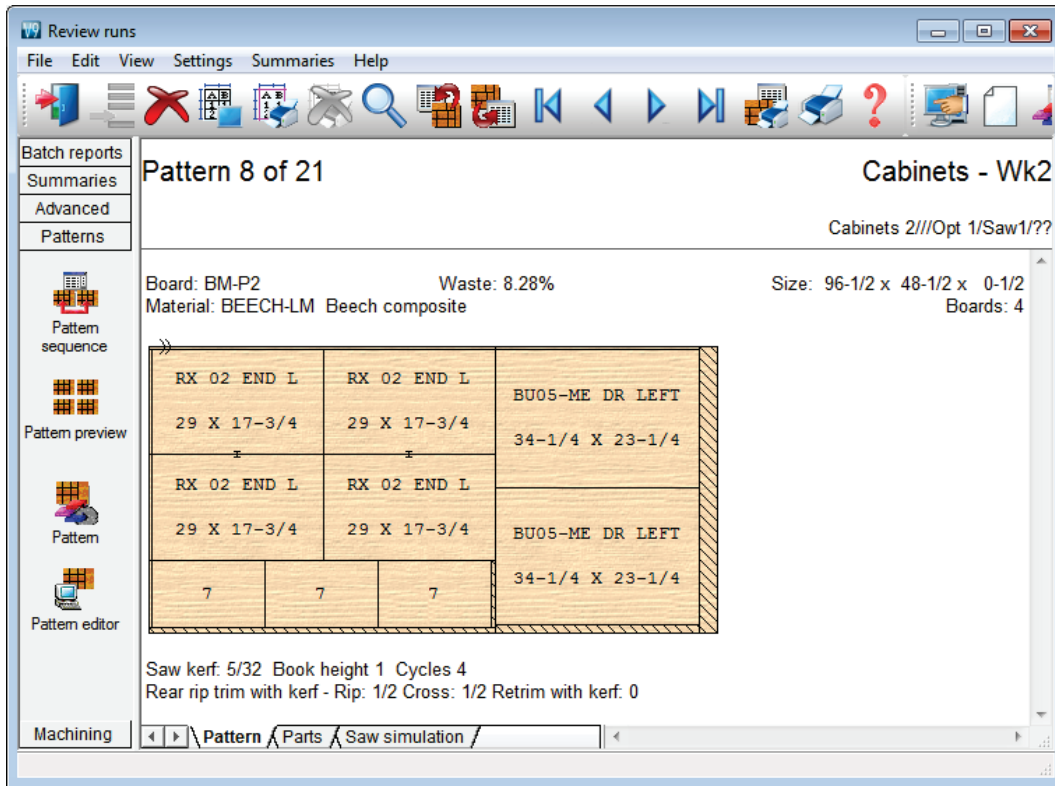 Review runs
File Edit View Settings Summaries Help
Batch reports
Summaries
Advanced
Patterns
Pattern sequence
Pattern preview
Pattern
Pattern editor
Machining
Pattern 8 of 21
Cabinets - Wk2
Cabinets 2///Opt 1/Saw1/??
Board: BM-P2 Waste: 8.28% Size: 96-1/2 x 48-1/2 x 0-1/2
Material: BEECH-LM Beech composite Boards: 4
RX 02 END L RX 02 END L
29 X 17-3/4 29 X 17-3/4
BU05-ME DR LEFT
34-1/4 X 23-1/4
RX 02 END L RX 02 END L
29 X 17-3/4 29 X 17-3/4
BU05-ME DR LEFT
34-1/4 X 23-1/4
7 7 7
Saw kerf: 5/32 Book height 1 Cycles 4
Rear rip trim with kerf - Rip: 1/2 Cross: 1/2 Retrim with kerf: 0
Pattern Parts Saw simulation